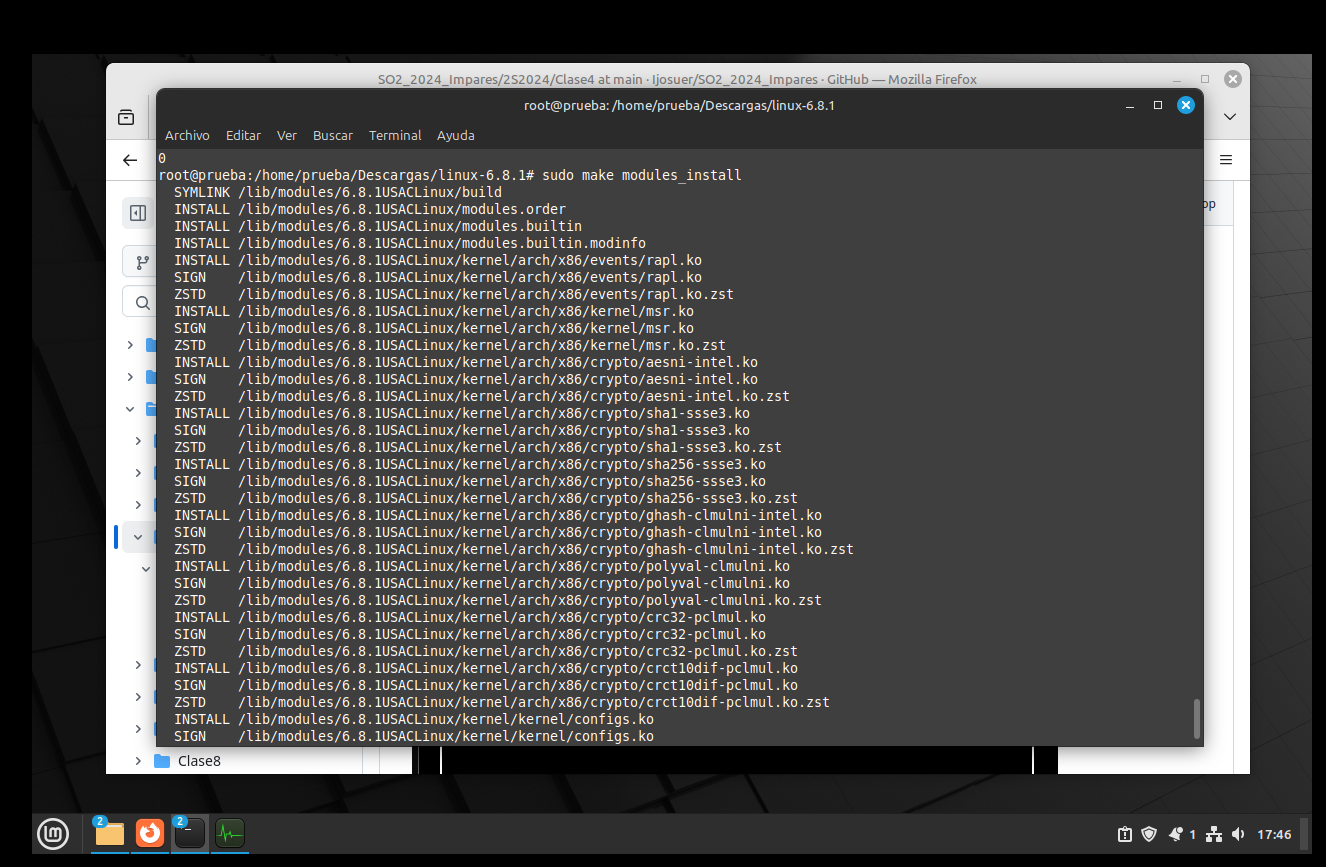 SO2_2024_Impares/2S2024/Clase4 at main · Ijosuer/SO2_2024_Impares · GitHub — Mozilla Firefox
root@prueba: /home/prueba/Descargas/linux-6.8.1
Archivo Editar Ver Buscar Terminal Ayuda
0
root@prueba:/home/prueba/Descargas/linux-6.8.1# sudo make modules_install
SYMLINK /lib/modules/6.8.1USACLinux/build
INSTALL /lib/modules/6.8.1USACLinux/modules.order
INSTALL /lib/modules/6.8.1USACLinux/modules.builtin
INSTALL /lib/modules/6.8.1USACLinux/modules.builtin.modinfo
INSTALL /lib/modules/6.8.1USACLinux/kernel/arch/x86/events/rapl.ko
SIGN /lib/modules/6.8.1USACLinux/kernel/arch/x86/events/rapl.ko
ZSTD /lib/modules/6.8.1USACLinux/kernel/arch/x86/events/rapl.ko.zst
INSTALL /lib/modules/6.8.1USACLinux/kernel/arch/x86/kernel/msr.ko
SIGN /lib/modules/6.8.1USACLinux/kernel/arch/x86/kernel/msr.ko
ZSTD /lib/modules/6.8.1USACLinux/kernel/arch/x86/kernel/msr.ko.zst
INSTALL /lib/modules/6.8.1USACLinux/kernel/arch/x86/crypto/aesni-intel.ko
SIGN /lib/modules/6.8.1USACLinux/kernel/arch/x86/crypto/aesni-intel.ko
ZSTD /lib/modules/6.8.1USACLinux/kernel/arch/x86/crypto/aesni-intel.ko.zst
INSTALL /lib/modules/6.8.1USACLinux/kernel/arch/x86/crypto/sha1-ssse3.ko
SIGN /lib/modules/6.8.1USACLinux/kernel/arch/x86/crypto/sha1-ssse3.ko
ZSTD /lib/modules/6.8.1USACLinux/kernel/arch/x86/crypto/sha1-ssse3.ko.zst
INSTALL /lib/modules/6.8.1USACLinux/kernel/arch/x86/crypto/sha256-ssse3.ko
SIGN /lib/modules/6.8.1USACLinux/kernel/arch/x86/crypto/sha256-ssse3.ko
ZSTD /lib/modules/6.8.1USACLinux/kernel/arch/x86/crypto/sha256-ssse3.ko.zst
INSTALL /lib/modules/6.8.1USACLinux/kernel/arch/x86/crypto/ghash-clmulni-intel.ko
SIGN /lib/modules/6.8.1USACLinux/kernel/arch/x86/crypto/ghash-clmulni-intel.ko
ZSTD /lib/modules/6.8.1USACLinux/kernel/arch/x86/crypto/ghash-clmulni-intel.ko.zst
INSTALL /lib/modules/6.8.1USACLinux/kernel/arch/x86/crypto/polyval-clmulni.ko
SIGN /lib/modules/6.8.1USACLinux/kernel/arch/x86/crypto/polyval-clmulni.ko
ZSTD /lib/modules/6.8.1USACLinux/kernel/arch/x86/crypto/polyval-clmulni.ko.zst
INSTALL /lib/modules/6.8.1USACLinux/kernel/arch/x86/crypto/crc32-pclmul.ko
SIGN /lib/modules/6.8.1USACLinux/kernel/arch/x86/crypto/crc32-pclmul.ko
ZSTD /lib/modules/6.8.1USACLinux/kernel/arch/x86/crypto/crc32-pclmul.ko.zst
INSTALL /lib/modules/6.8.1USACLinux/kernel/arch/x86/crypto/crct10dif-pclmul.ko
SIGN /lib/modules/6.8.1USACLinux/kernel/arch/x86/crypto/crct10dif-pclmul.ko
ZSTD /lib/modules/6.8.1USACLinux/kernel/arch/x86/crypto/crct10dif-pclmul.ko.zst
INSTALL /lib/modules/6.8.1USACLinux/kernel/kernel/configs.ko
SIGN /lib/modules/6.8.1USACLinux/kernel/kernel/configs.ko
op
Clase8
2 2 1 17:46